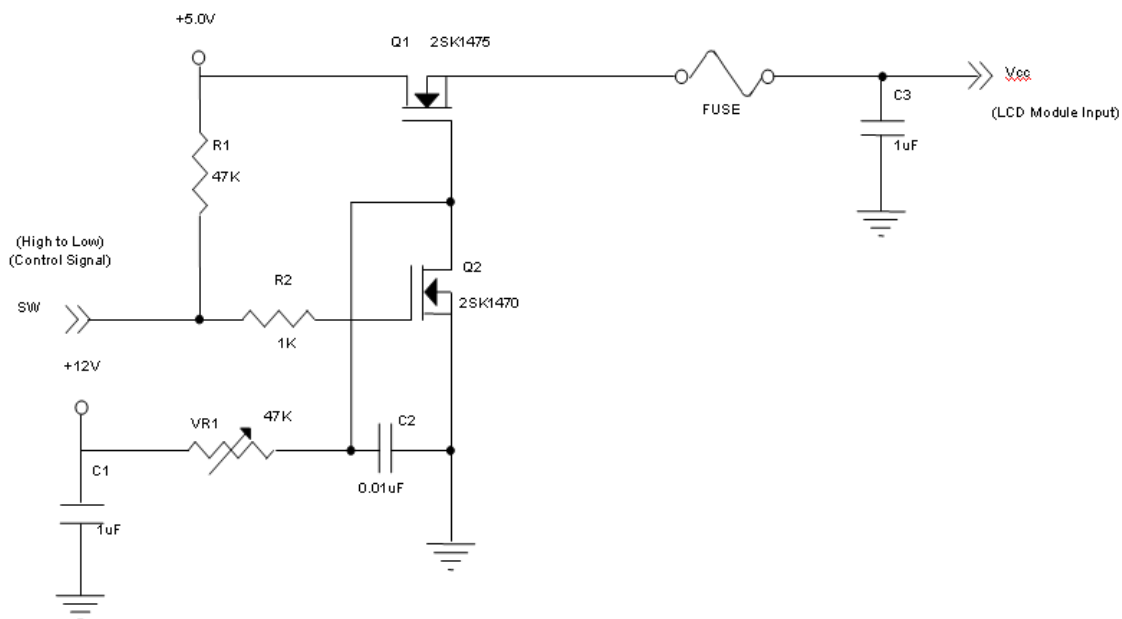 +5.0V
Q1 2SK1475
Vcc
FUSE
C3
(LCD Module Input)
R1
47K
1uF
(High to Low)
(Control Signal)
Q2
R2
SW
2SK1470
1K
+12V
VR1
47K
C2
C1
0.01uF
1uF